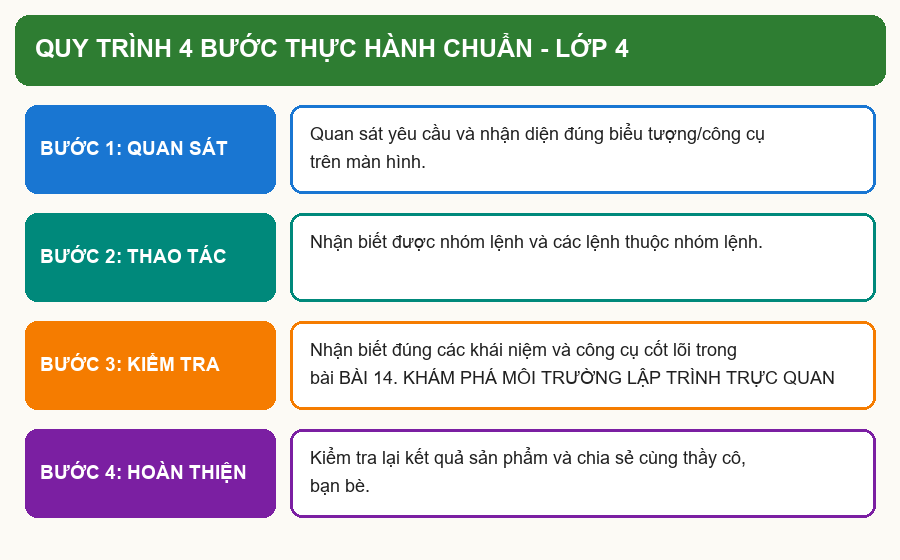 QUY TRÌNH 4 BƯỚC THỰC HÀNH CHUẨN - LỚP 4
BƯỚC 1: QUAN SÁT
Quan sát yêu cầu và nhận diện đúng biểu tượng/công cụ
trên màn hình.
BƯỚC 2: THAO TÁC
Nhận biết được nhóm lệnh và các lệnh thuộc nhóm lệnh.
BƯỚC 3: KIỂM TRA
Nhận biết đúng các khái niệm và công cụ cốt lõi trong
bài BÀI 14. KHÁM PHÁ MÔI TRƯỜNG LẬP TRÌNH TRỰC QUAN
BƯỚC 4: HOÀN THIỆN
Kiểm tra lại kết quả sản phẩm và chia sẻ cùng thầy cô,
bạn bè.